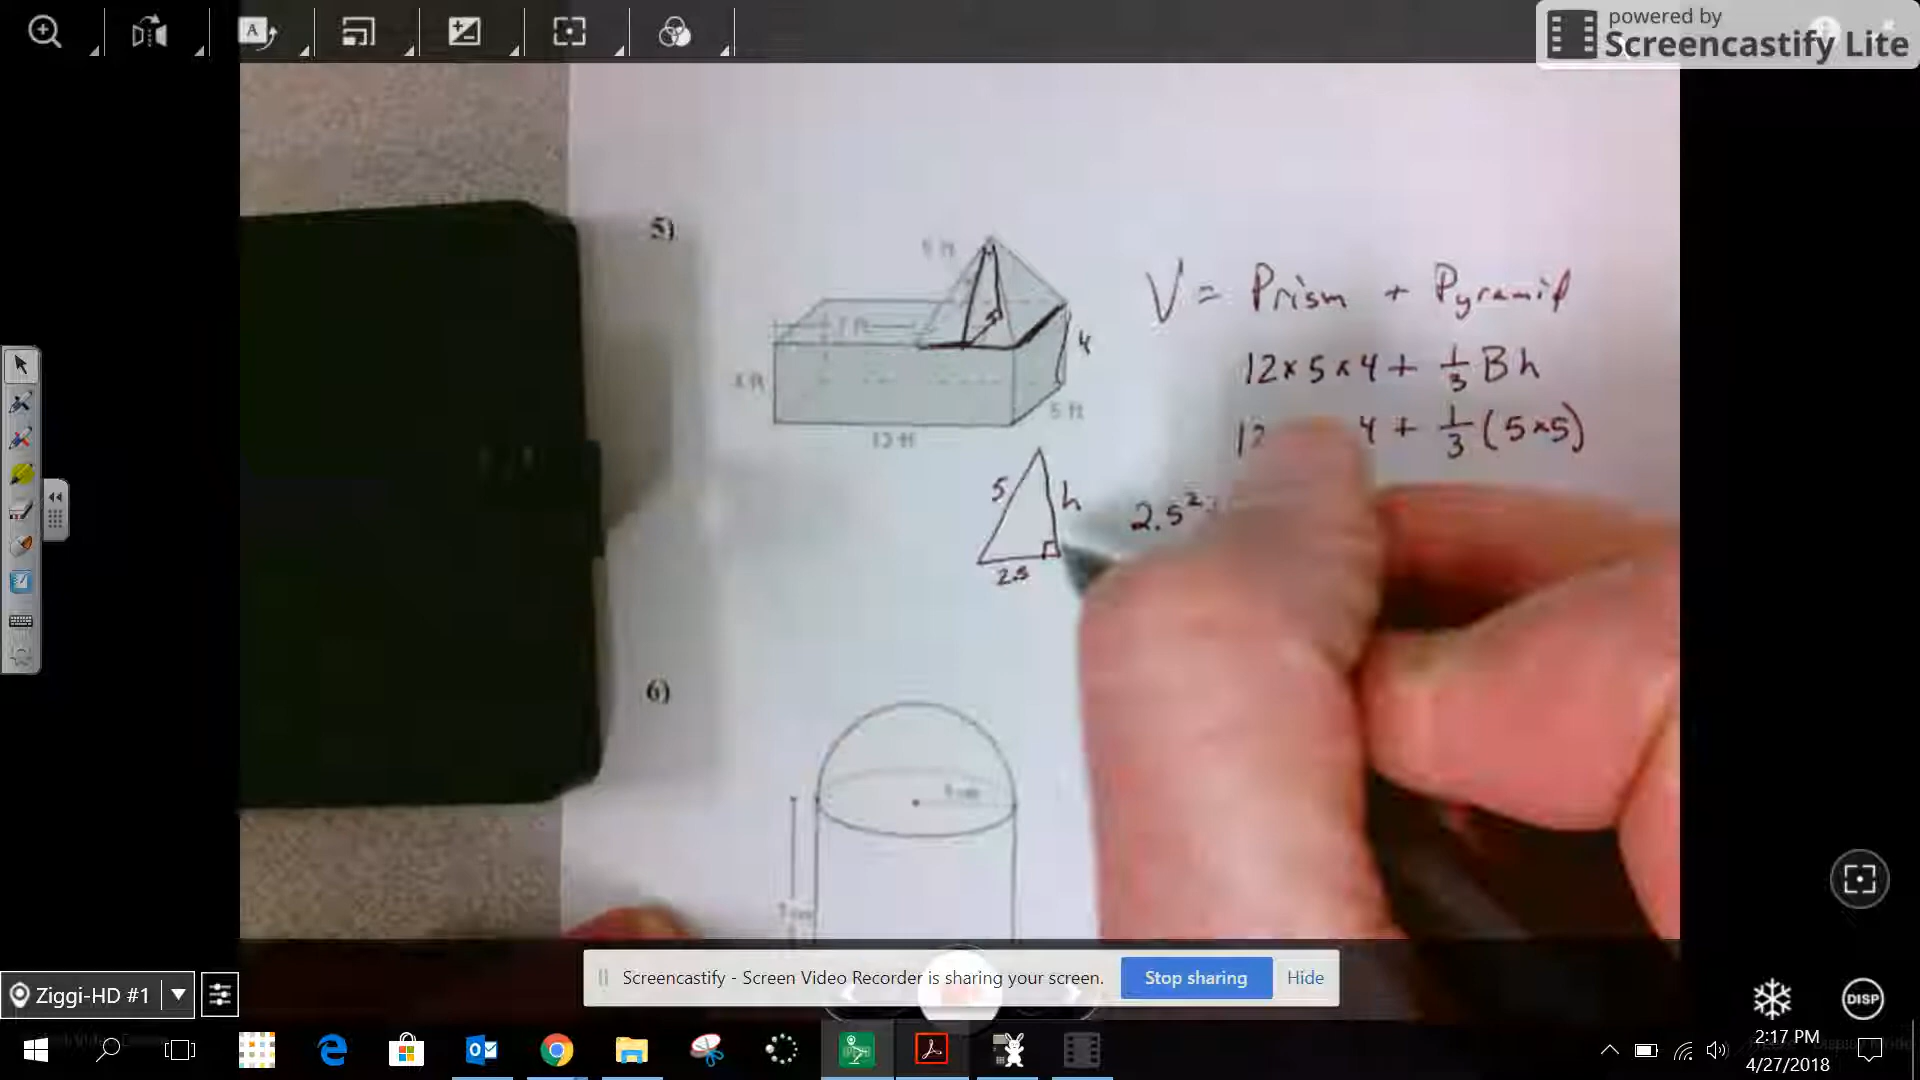 powered by
Screencastify Lite
5)
V = Prism + Pyramid
12 × 5 × 4 + 1/3 B h
4
12 4 + 1/3 ( 5 × 5 )
5 ft
5
h
2.5²
2.5
6)
Screencastify - Screen Video Recorder is sharing your screen.
Stop sharing
Hide
Ziggi-HD #1
DISP
2:17 PM
4/27/2018